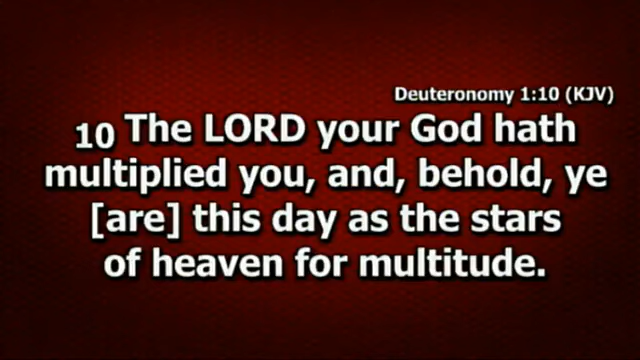 Deuteronomy 1:10 (KJV)
10 The LORD your God hath
multiplied you, and, behold, ye
[are] this day as the stars
of heaven for multitude.